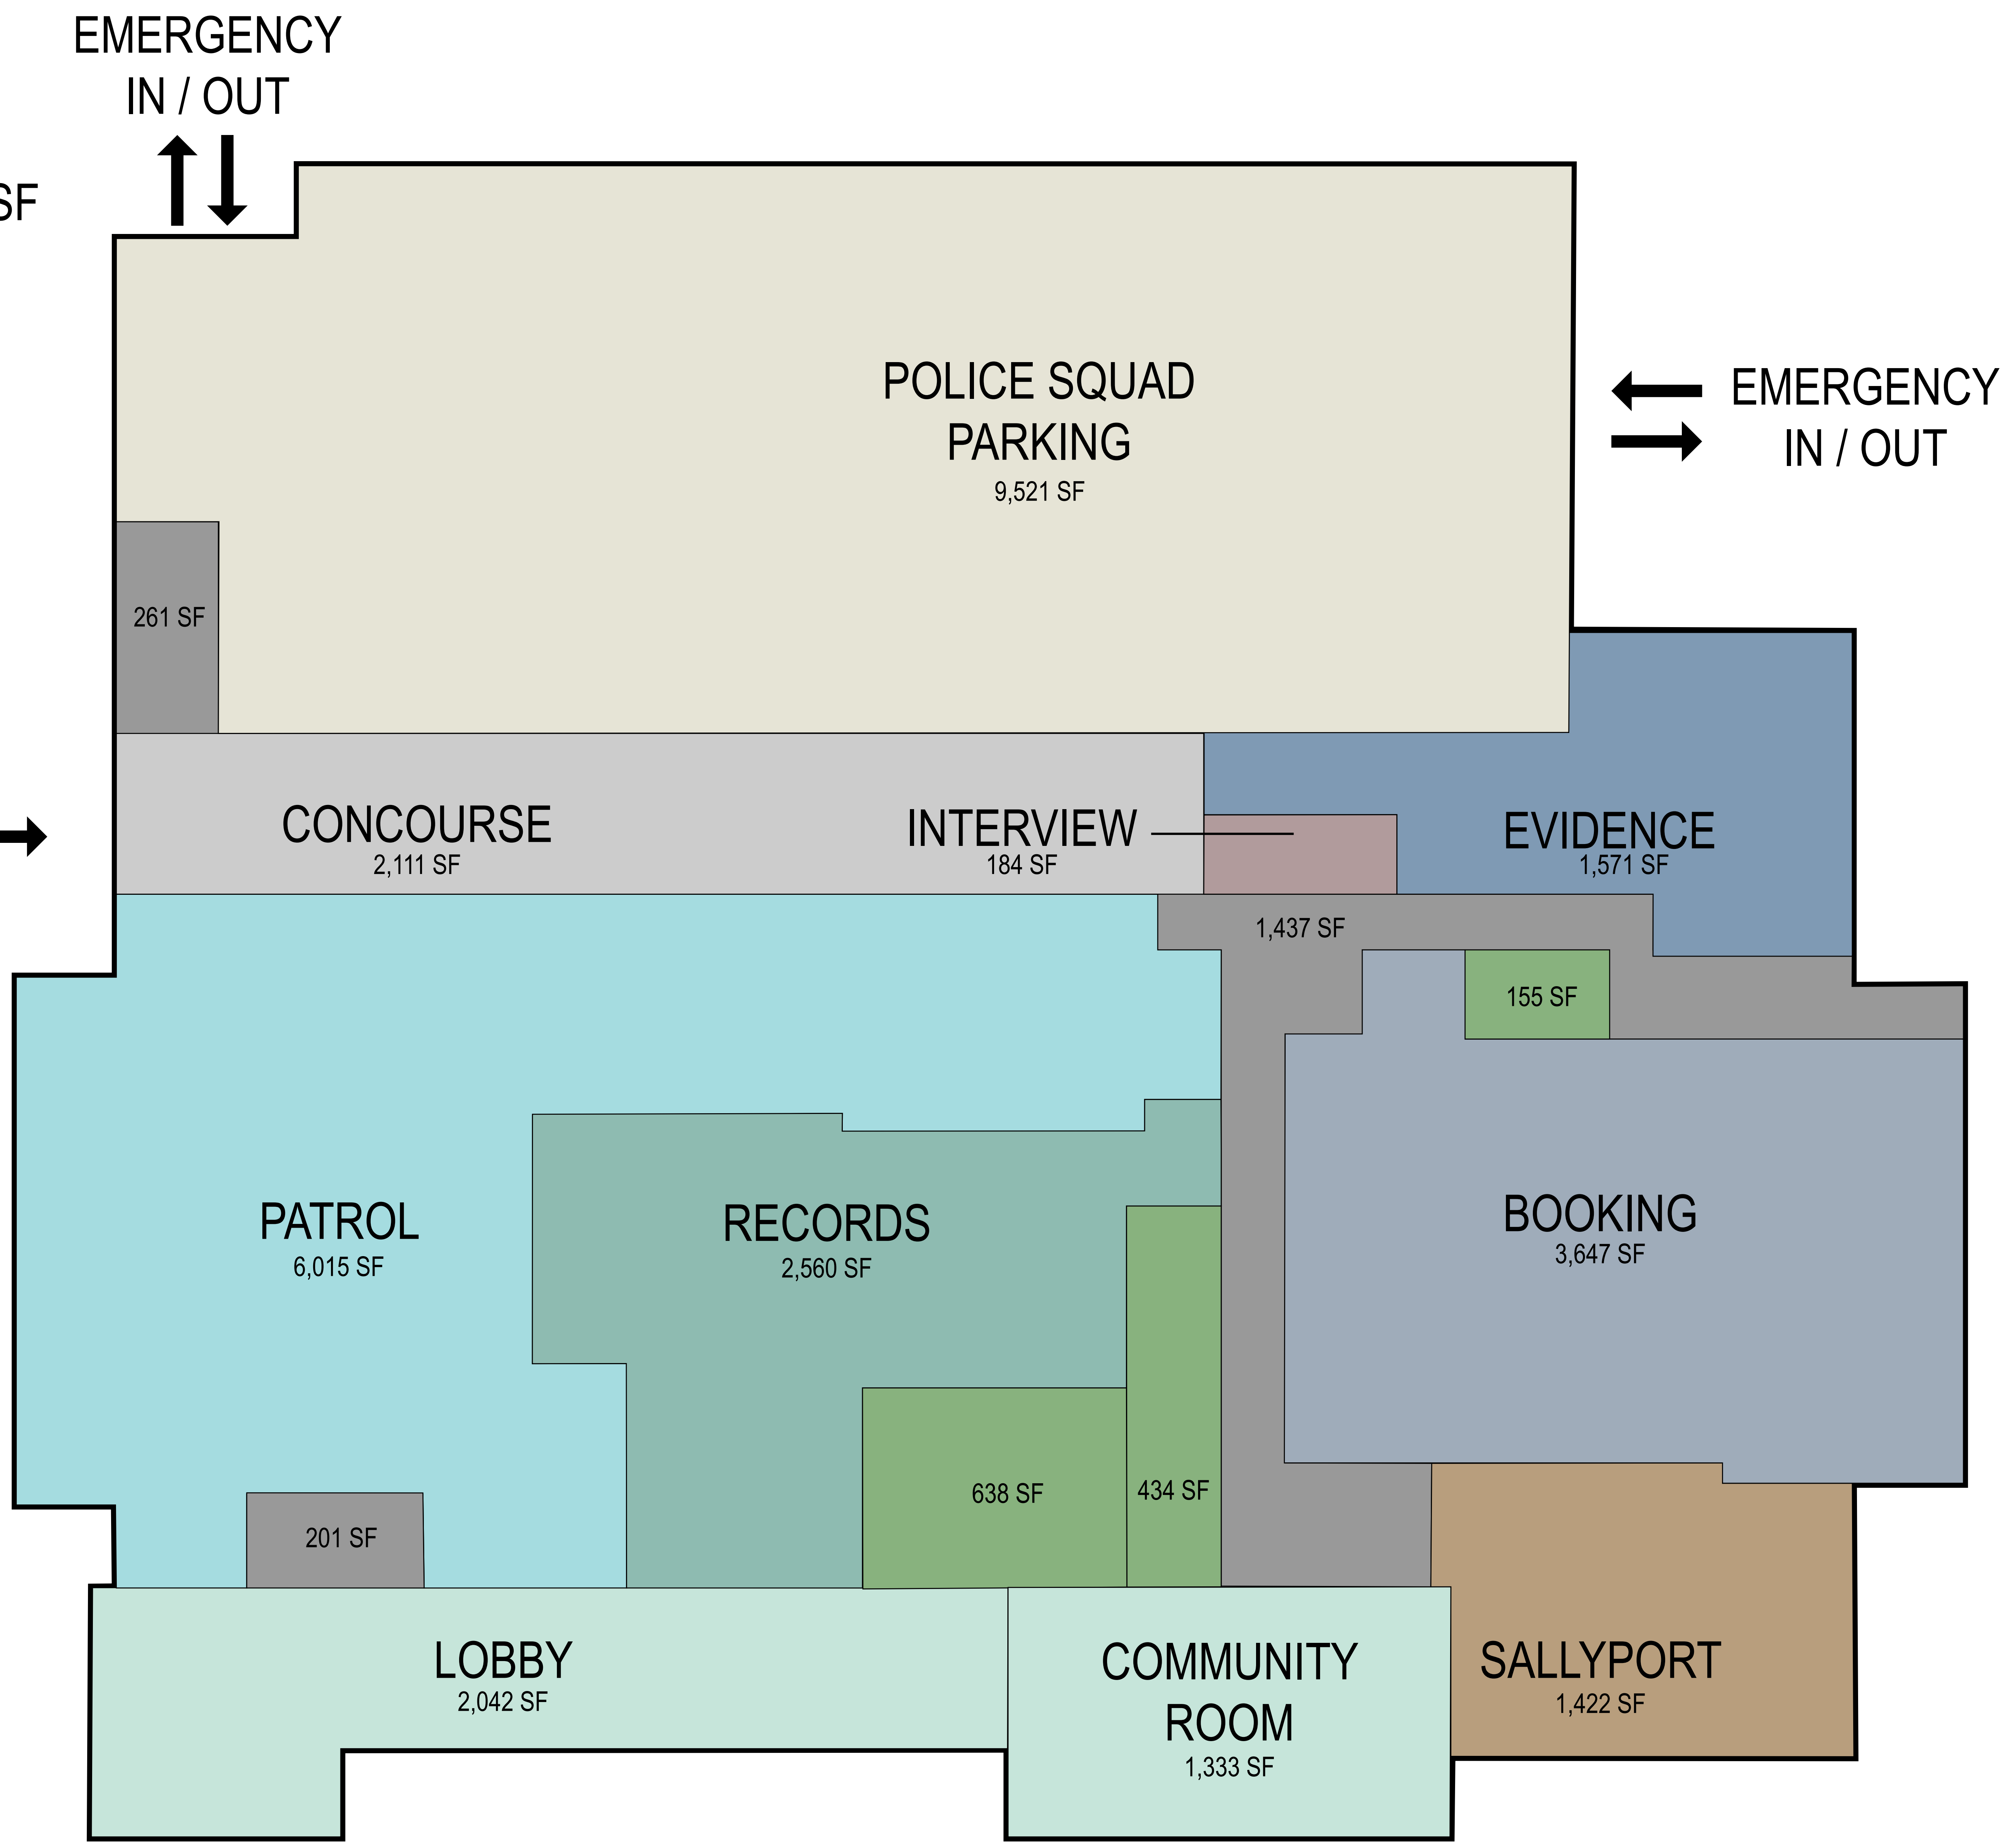 EMERGENCY
IN / OUT
SF
POLICE SQUAD
PARKING
9,521 SF
EMERGENCY
IN / OUT
261 SF
CONCOURSE
2,111 SF
INTERVIEW
184 SF
EVIDENCE
1,571 SF
1,437 SF
155 SF
PATROL
6,015 SF
RECORDS
2,560 SF
BOOKING
3,647 SF
638 SF
434 SF
201 SF
LOBBY
2,042 SF
COMMUNITY
ROOM
1,333 SF
SALLYPORT
1,422 SF